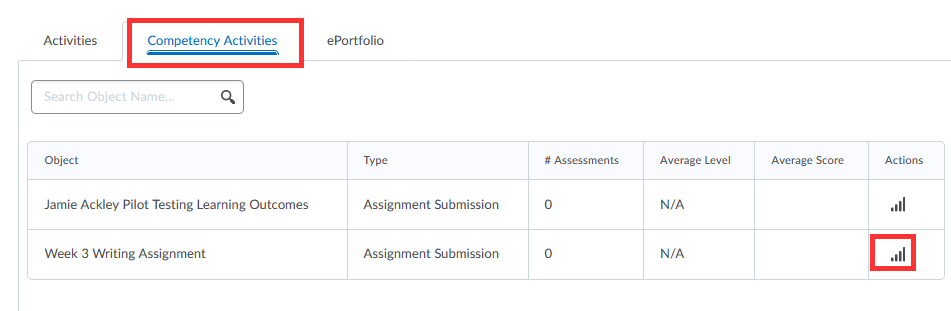 Activities Competency Activities ePortfolio
Search Object Name...
Object Type # Assessments Average Level Average Score Actions
Jamie Ackley Pilot Testing Learning Outcomes Assignment Submission 0 N/A
Week 3 Writing Assignment Assignment Submission 0 N/A